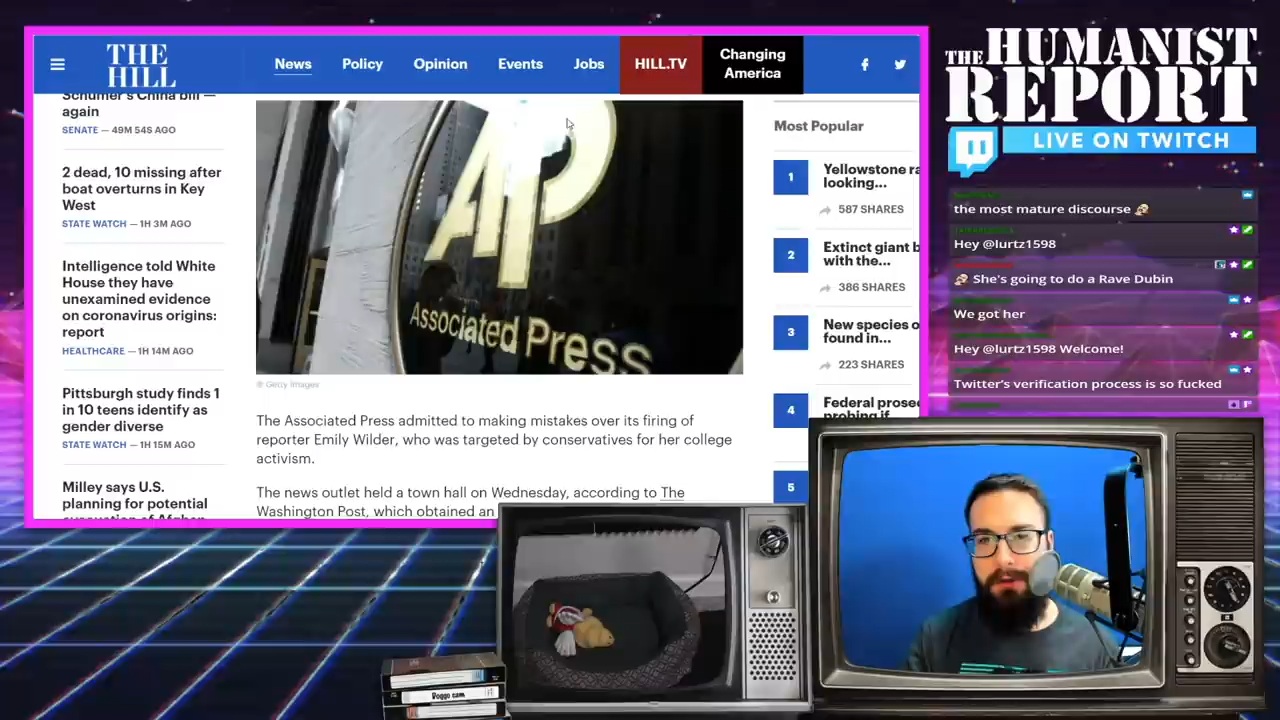 THE
HILL
News
Policy
Opinion
Events
Jobs
HILL.TV
Changing
America
Schumer's China bill —
again
SENATE — 49M 54S AGO
2 dead, 10 missing after
boat overturns in Key
West
STATE WATCH — 1H 3M AGO
Intelligence told White
House they have
unexamined evidence
on coronavirus origins:
report
HEALTHCARE — 1H 14M AGO
Pittsburgh study finds 1
in 10 teens identify as
gender diverse
STATE WATCH — 1H 15M AGO
Milley says U.S.
planning for potential
AP
Associated Press
© Getty Images
The Associated Press admitted to making mistakes over its firing of
reporter Emily Wilder, who was targeted by conservatives for her college
activism.
The news outlet held a town hall on Wednesday, according to The
Washington Post, which obtained an
Most Popular
1
Yellowstone ra
looking...
587 SHARES
2
Extinct giant
with the...
386 SHARES
3
New species o
found in...
223 SHARES
4
Federal prose
probing if
5
THE
HUMANIST
REPORT
LIVE ON TWITCH
the most mature discourse
Hey @lurtz1598
She's going to do a Rave Dubin
We got her
Hey @lurtz1598 Welcome!
Twitter's verification process is so fucked
Doggo cam